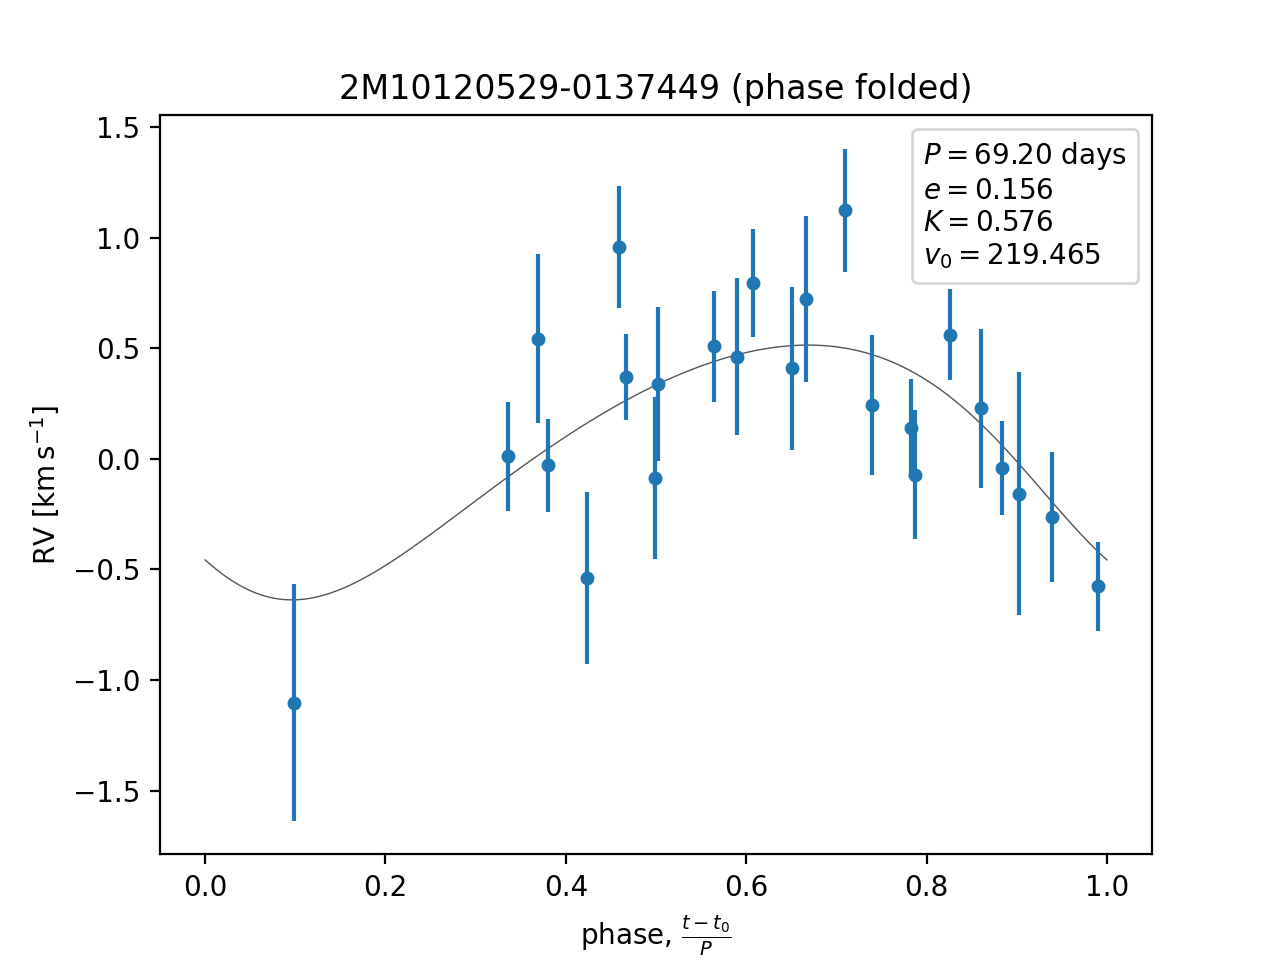 2M10120529-0137449 (phase folded)
P = 69.20 days
e = 0.156
K = 0.576
v₀ = 219.465
1.5
1.0
0.5
0.0
−0.5
−1.0
−1.5
RV [km s⁻¹]
0.0 0.2 0.4 0.6 0.8 1.0
phase, (t − t₀)/P